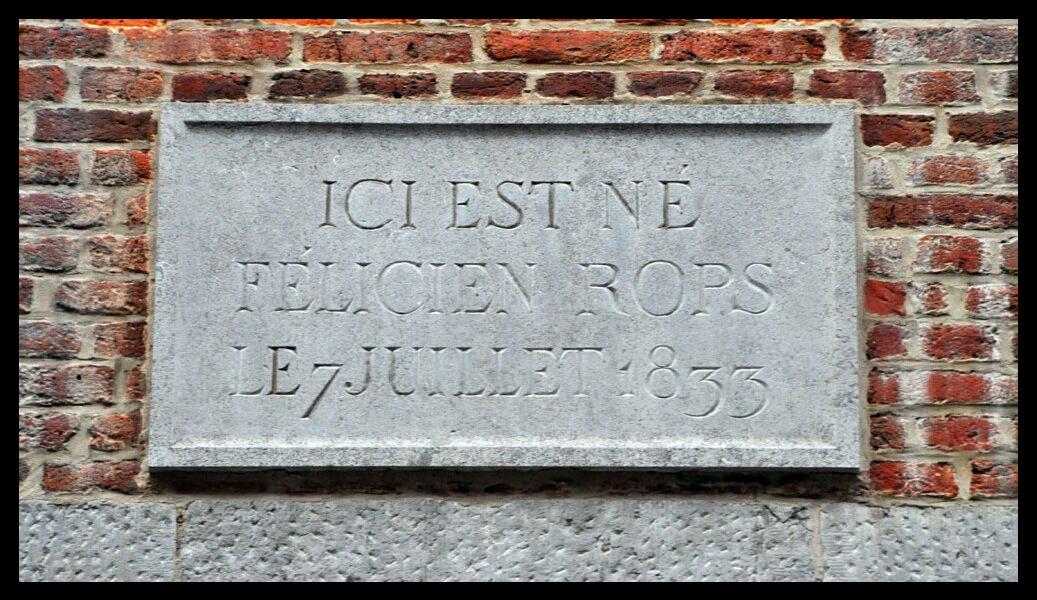 ICI EST NÉ
FÉLICIEN ROPS
LE 7 JUILLET 1833